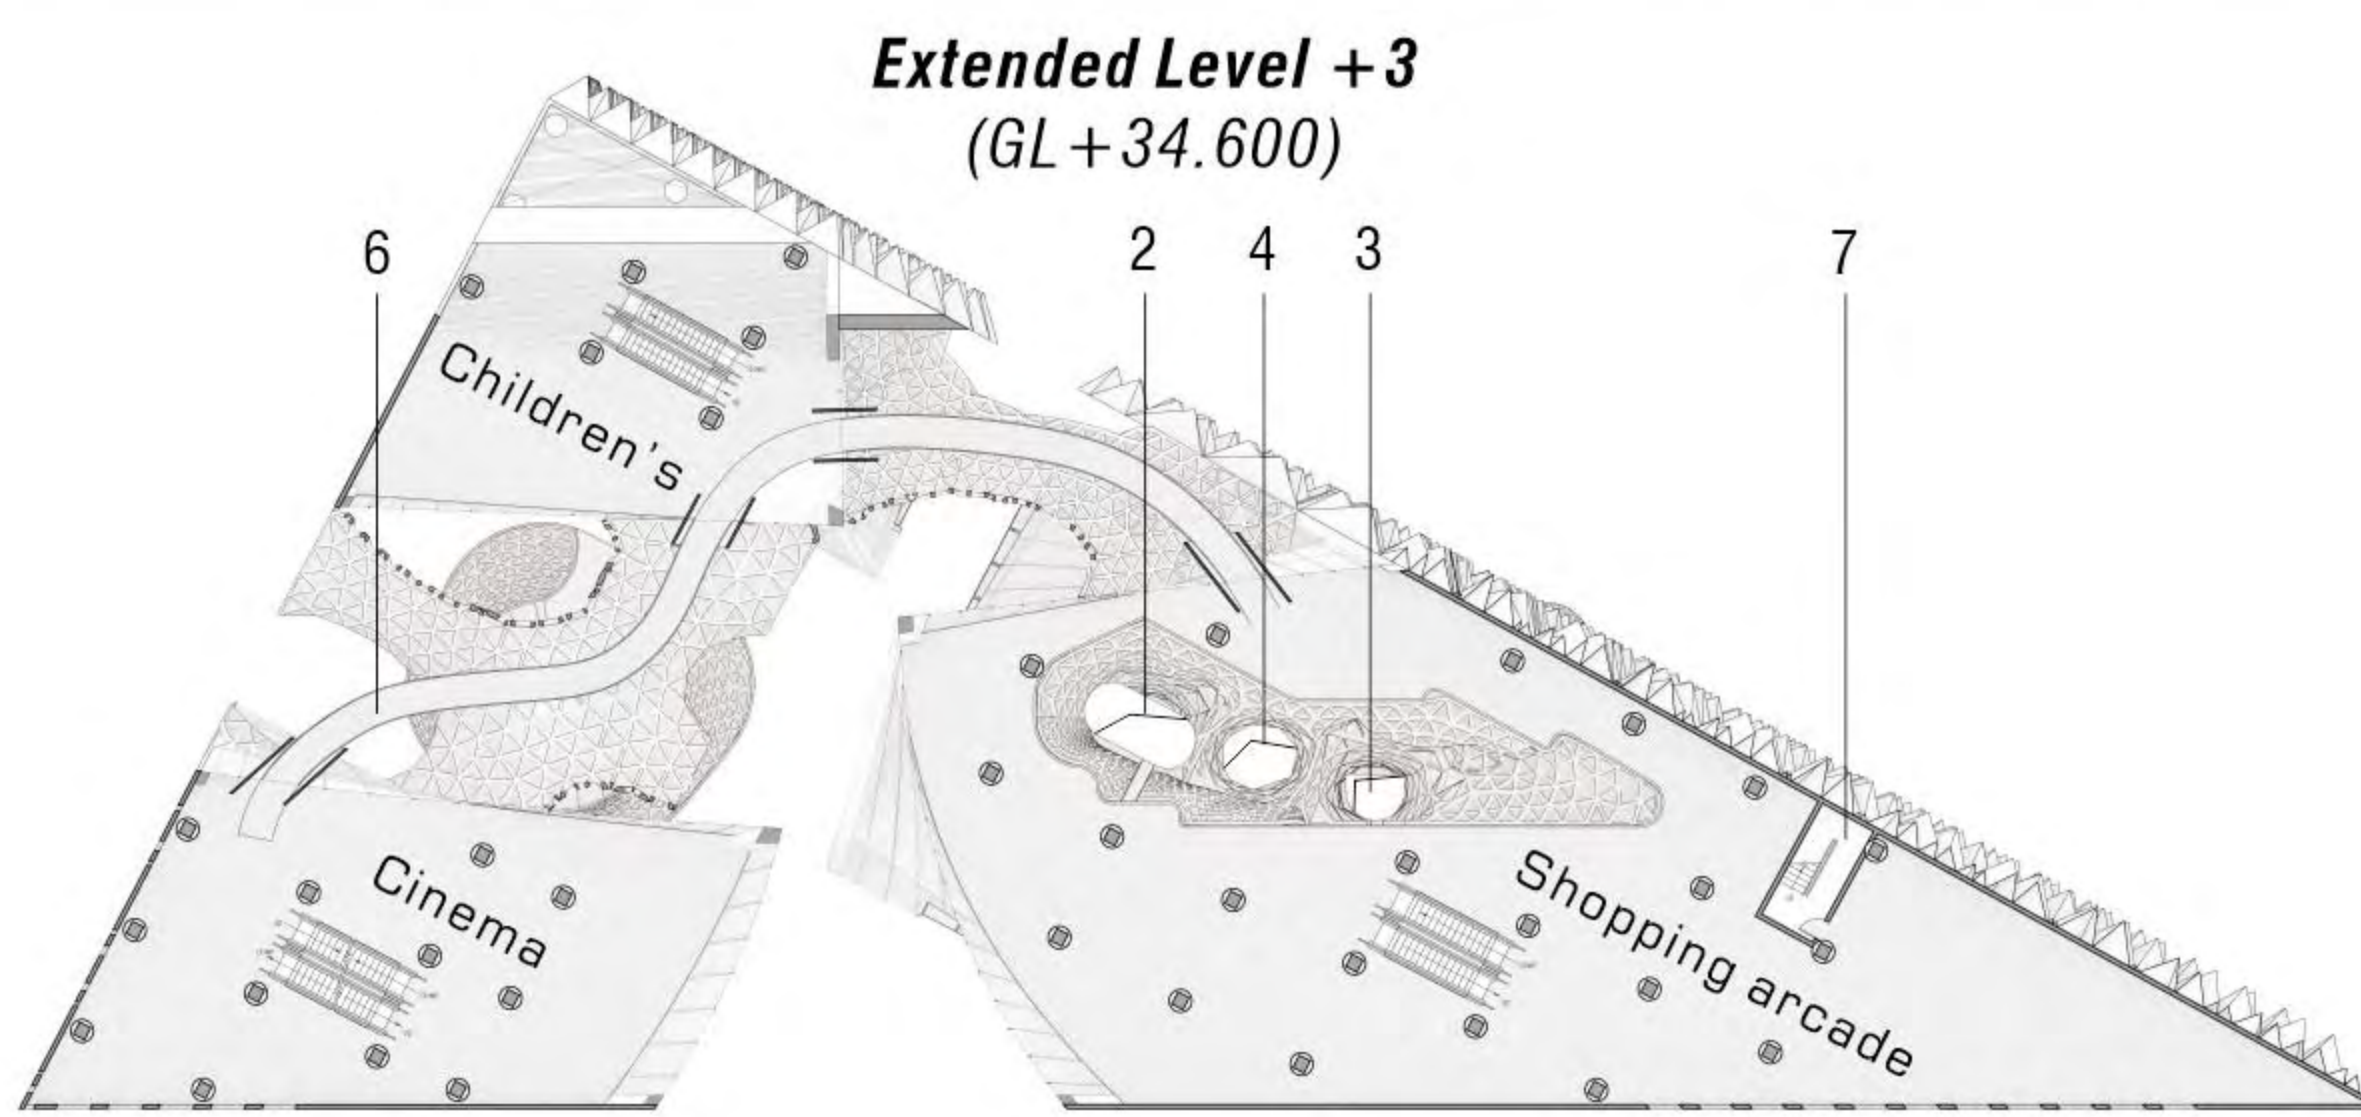 Extended Level +3
(GL+34.600)
6
2
4
3
7
Children's
Cinema
Shopping arcade